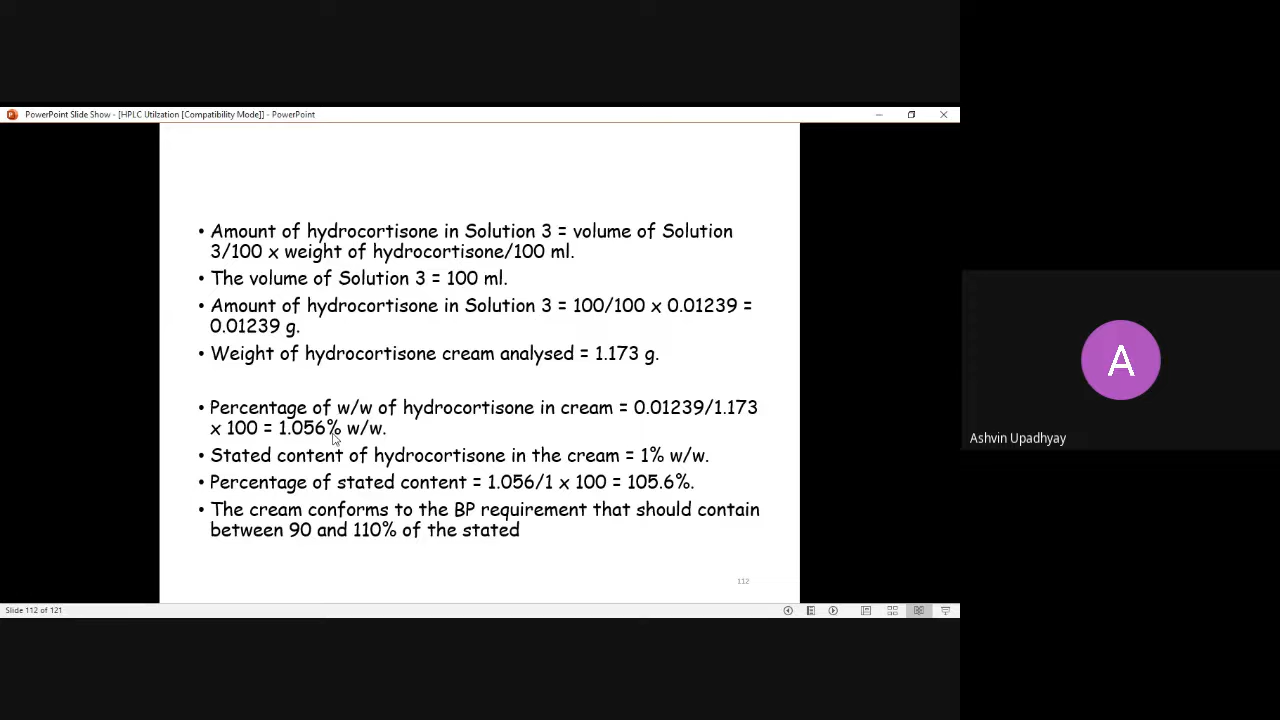 PowerPoint Slide Show - [HPLC Utilzation [Compatibility Mode]] - PowerPoint
• Amount of hydrocortisone in Solution 3 = volume of Solution
3/100 x weight of hydrocortisone/100 ml.
• The volume of Solution 3 = 100 ml.
• Amount of hydrocortisone in Solution 3 = 100/100 x 0.01239 =
0.01239 g.
• Weight of hydrocortisone cream analysed = 1.173 g.
• Percentage of w/w of hydrocortisone in cream = 0.01239/1.173
x 100 = 1.056% w/w.
• Stated content of hydrocortisone in the cream = 1% w/w.
• Percentage of stated content = 1.056/1 x 100 = 105.6%.
• The cream conforms to the BP requirement that should contain
between 90 and 110% of the stated
112
Slide 112 of 121
A
Ashvin Upadhyay